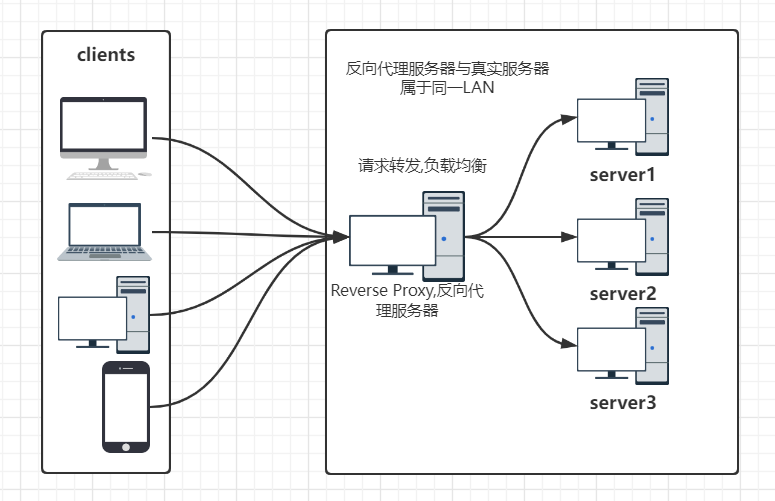 clients
反向代理服务器与真实服务器
属于同一LAN
请求转发,负载均衡
Reverse Proxy,反向代
理服务器
server1
server2
server3